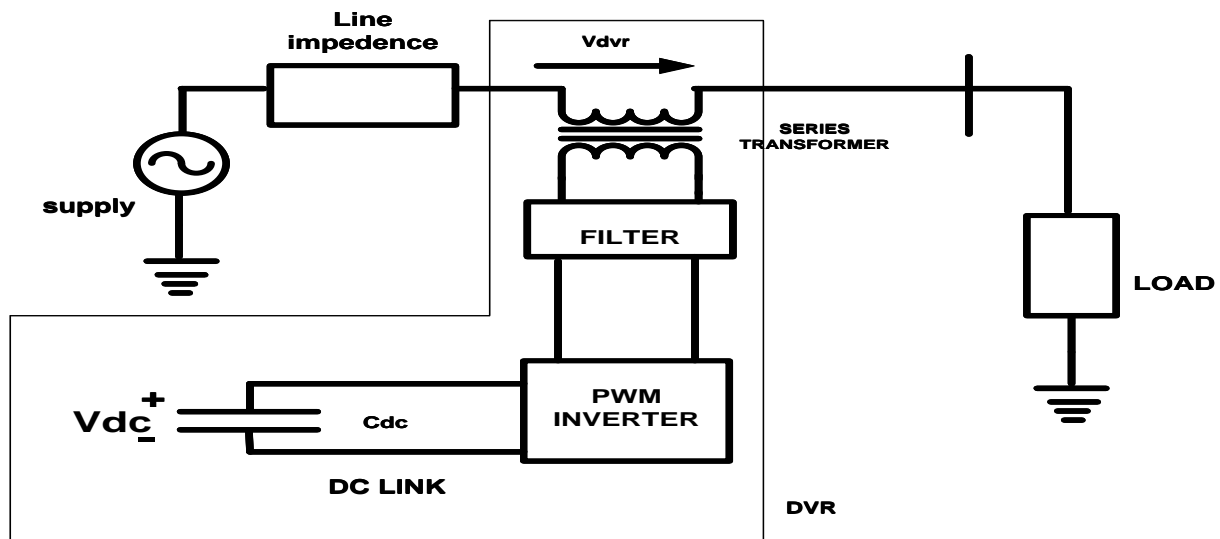 Line
impedence
Vdvr
SERIES
TRANSFORMER
supply
FILTER
LOAD
PWM
INVERTER
Vdc
+
-
Cdc
DC LINK
DVR